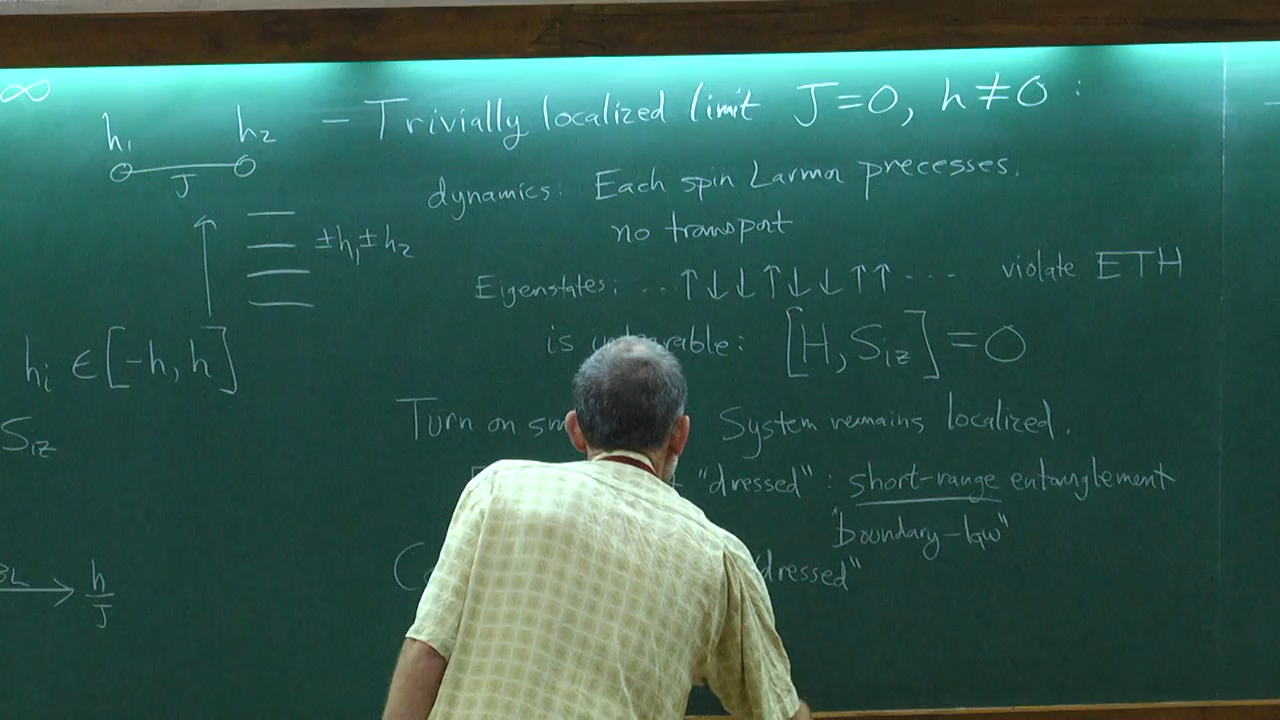 ∞
h₁ h₂
J
±h₁±h₂
hᵢ ∈ [-h, h]
Sᵢz
h/J
– Trivially localized limit J=0, h≠0 :
dynamics: Each spin Larmor precesses.
no transport
Eigenstates: ...↑↓↓↑↓↓↑↑ .... violate ETH
is : [H, Sᵢz] = 0
Turn on System remains localized.
"dressed" : short-range entanglement
"boundary-law"
"dressed"